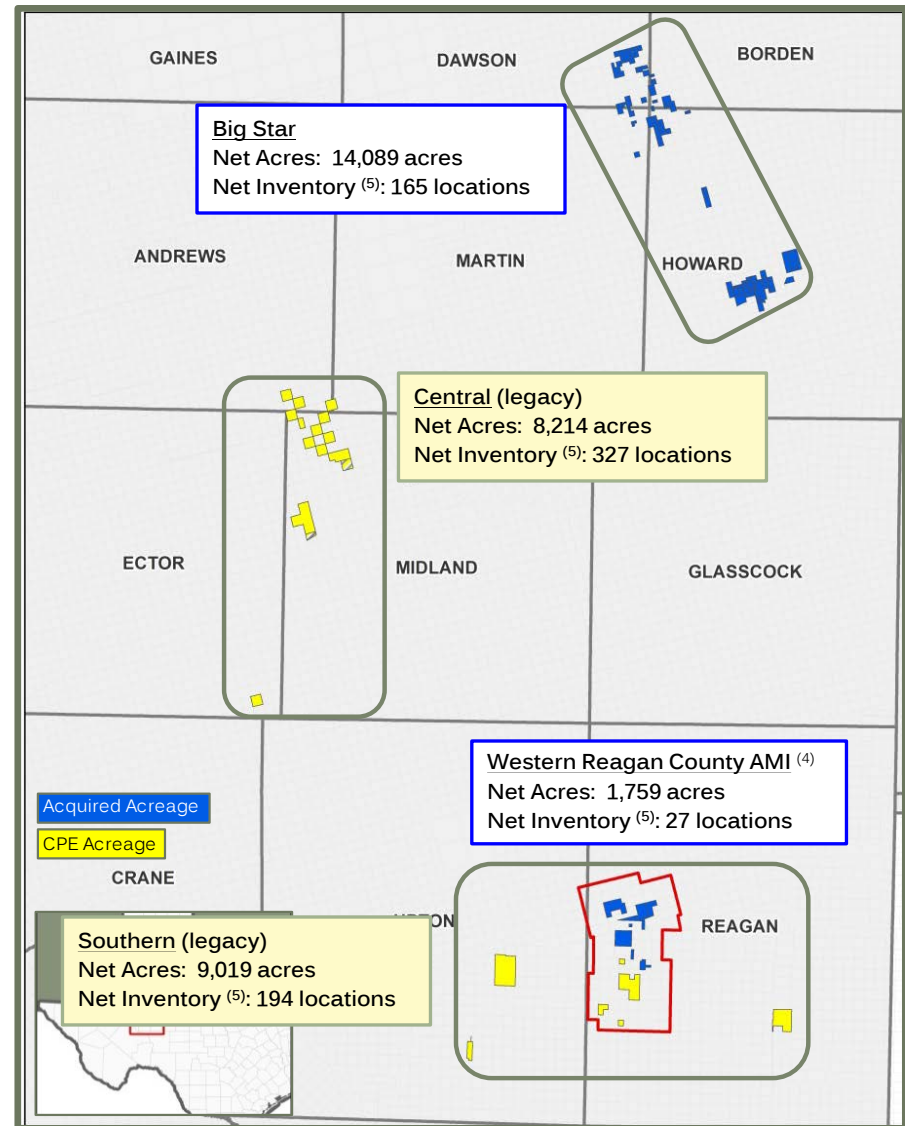 GAINES
DAWSON
BORDEN
Big Star
Net Acres: 14,089 acres
Net Inventory (5): 165 locations
ANDREWS
MARTIN
HOWARD
Central (legacy)
Net Acres: 8,214 acres
Net Inventory (5): 327 locations
ECTOR
MIDLAND
GLASSCOCK
Western Reagan County AMI (4)
Net Acres: 1,759 acres
Net Inventory (5): 27 locations
Acquired Acreage
CPE Acreage
CRANE
REAGAN
Southern (legacy)
Net Acres: 9,019 acres
Net Inventory (5): 194 locations